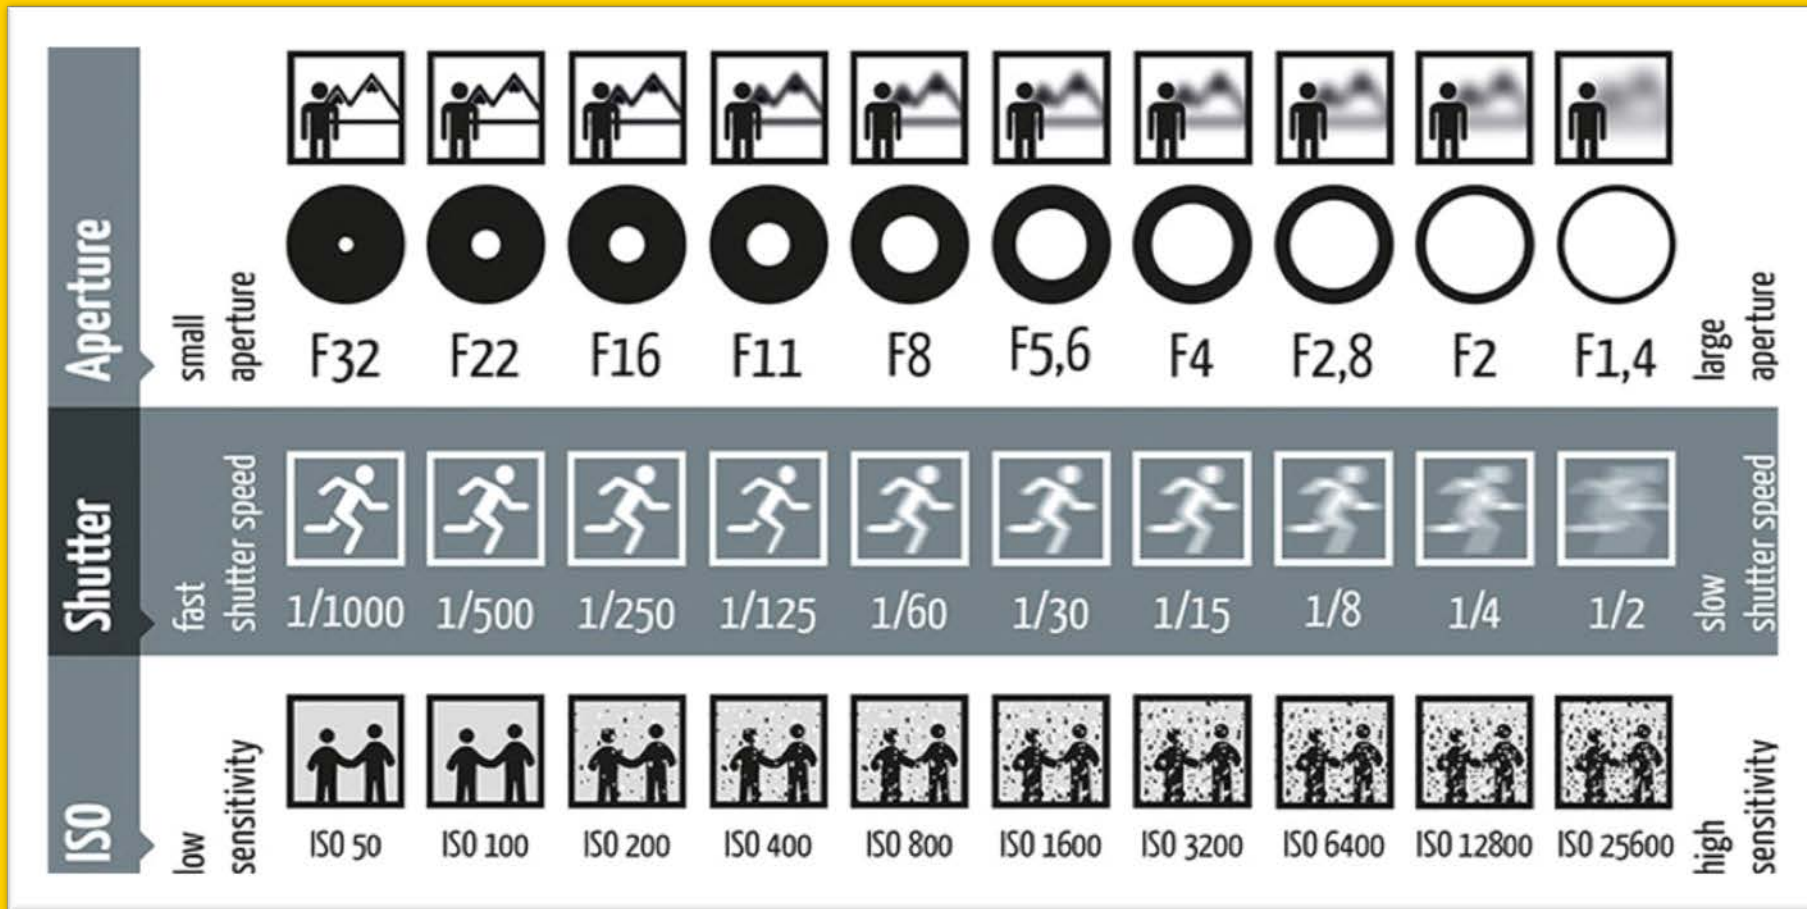 Aperture
small
aperture
F32 F22 F16 F11 F8 F5,6 F4 F2,8 F2 F1,4
large
aperture
Shutter
fast
shutter speed
1/1000 1/500 1/250 1/125 1/60 1/30 1/15 1/8 1/4 1/2
slow
shutter speed
ISO
low
sensitivity
ISO 50 ISO 100 ISO 200 ISO 400 ISO 800 ISO 1600 ISO 3200 ISO 6400 ISO 12800 ISO 25600
high
sensitivity